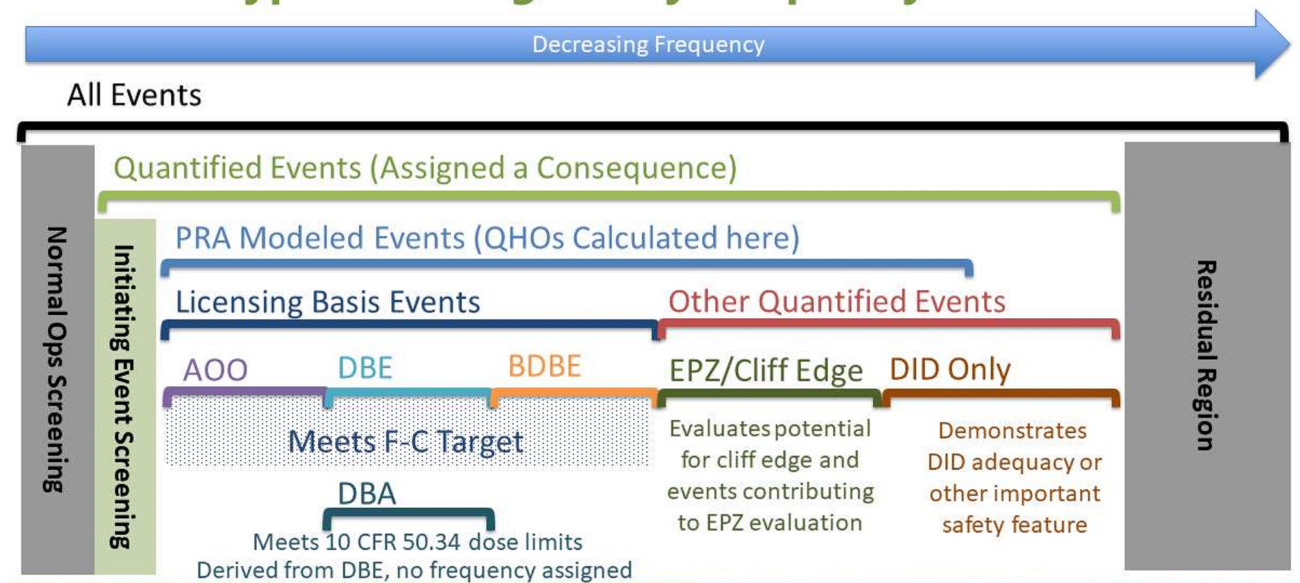 Decreasing Frequency
All Events
Quantified Events (Assigned a Consequence)
PRA Modeled Events (QHOs Calculated here)
Licensing Basis Events
Other Quantified Events
AOO
DBE
BDBE
EPZ/Cliff Edge
DID Only
Meets F-C Target
Evaluates potential
for cliff edge and
events contributing
to EPZ evaluation
Demonstrates
DID adequacy or
other important
safety feature
DBA
Meets 10 CFR 50.34 dose limits
Derived from DBE, no frequency assigned
Normal Ops Screening
Initiating Event Screening
Residual Region